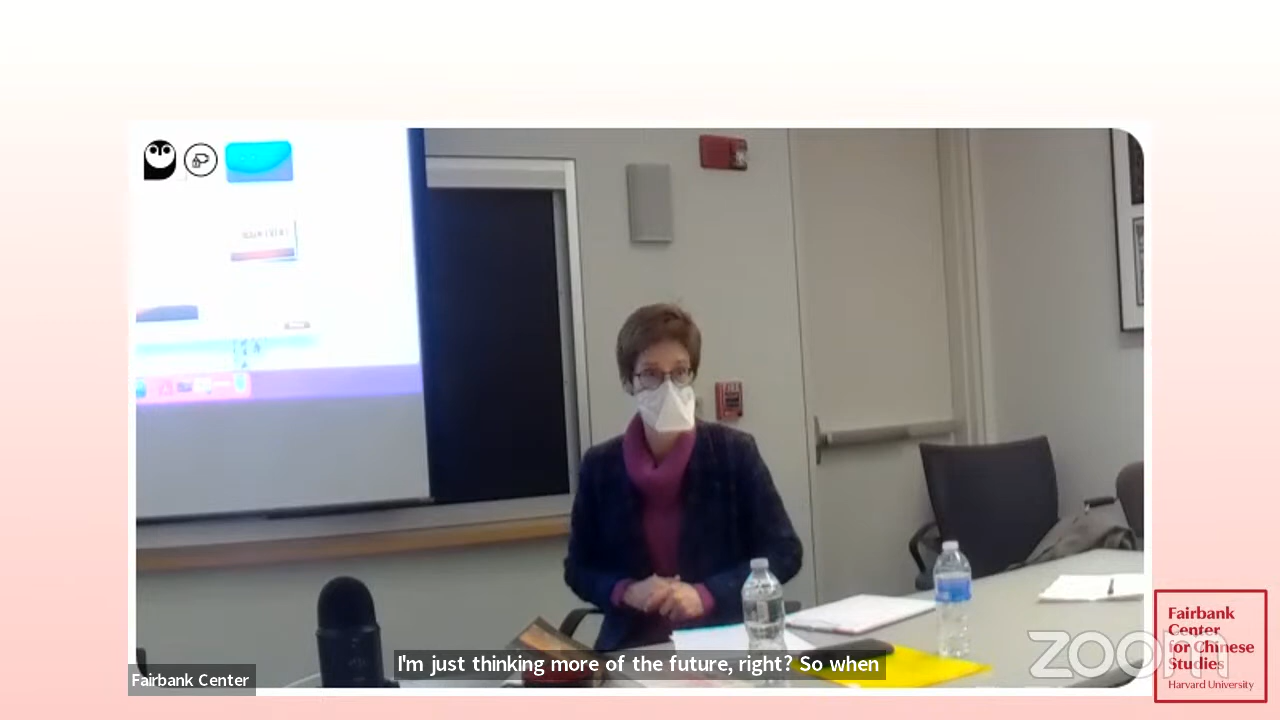 FIRE
I'm just thinking more of the future, right? So when
Fairbank Center
zoom
Fairbank
Center
for Chinese
Studies
Harvard University